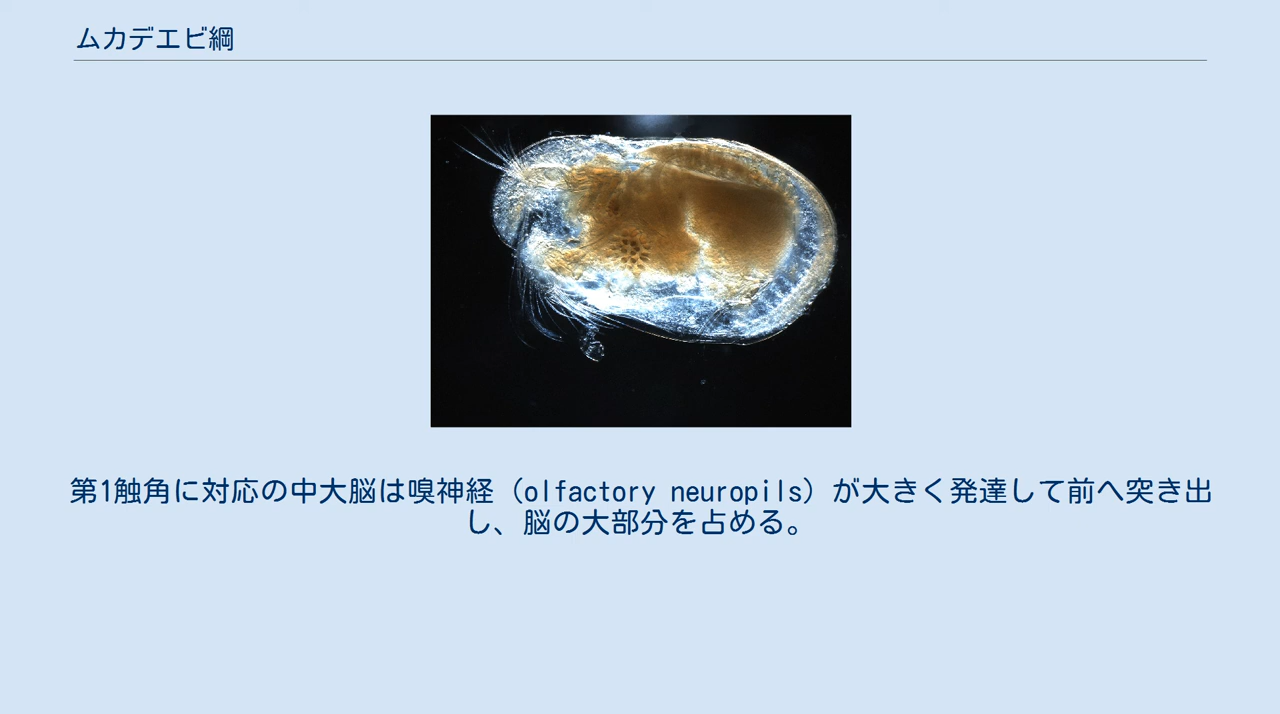 ムカデエビ綱
第1触角に対応の中大脳は嗅神経（olfactory neuropils）が大きく発達して前へ突き出
し、脳の大部分を占める。